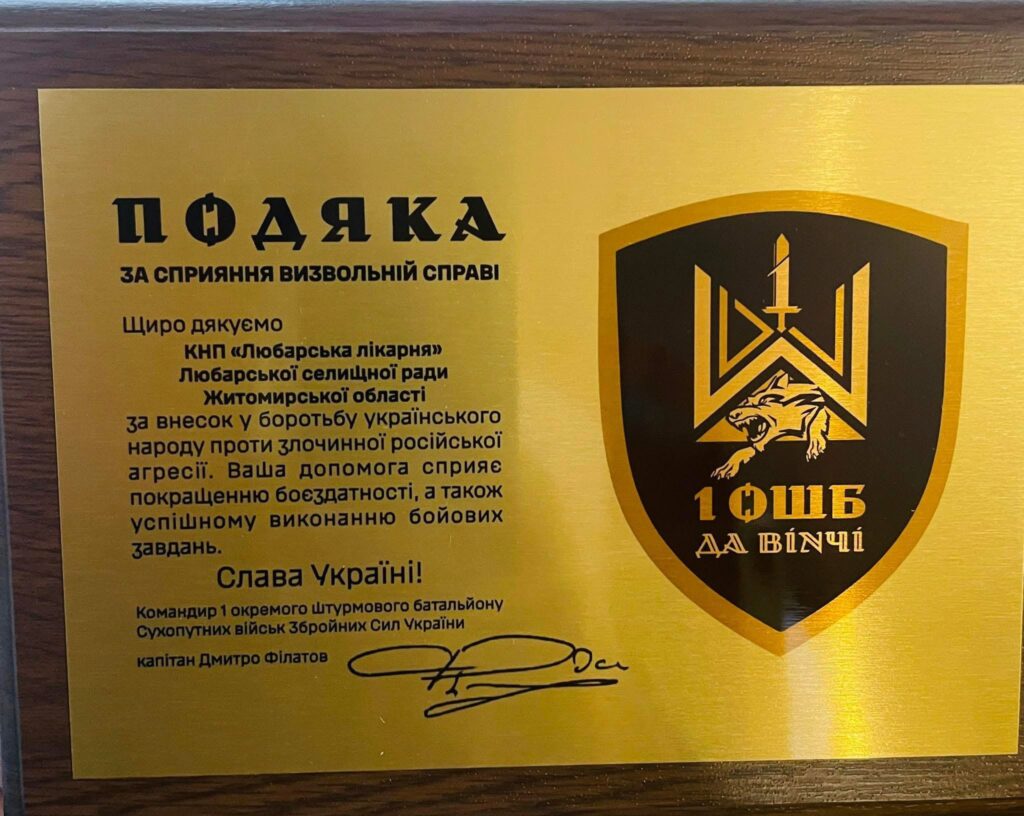 ПОДЯКА
ЗА СПРИЯННЯ ВИЗВОЛЬНІЙ СПРАВІ
Щиро дякуємо
КНП «Любарська лікарня»
Любарської селищної ради
Житомирської області
за внесок у боротьбу українського
народу проти злочинної російської
агресії. Ваша допомога сприяє
покращенню боєздатності, а також
успішному виконанню бойових
завдань.
Слава Україні!
Командир 1 окремого штурмового батальйону
Сухопутних військ Збройних Сил України
капітан Дмитро Філатов
1
1 ОШБ
ДА ВІНЧІ